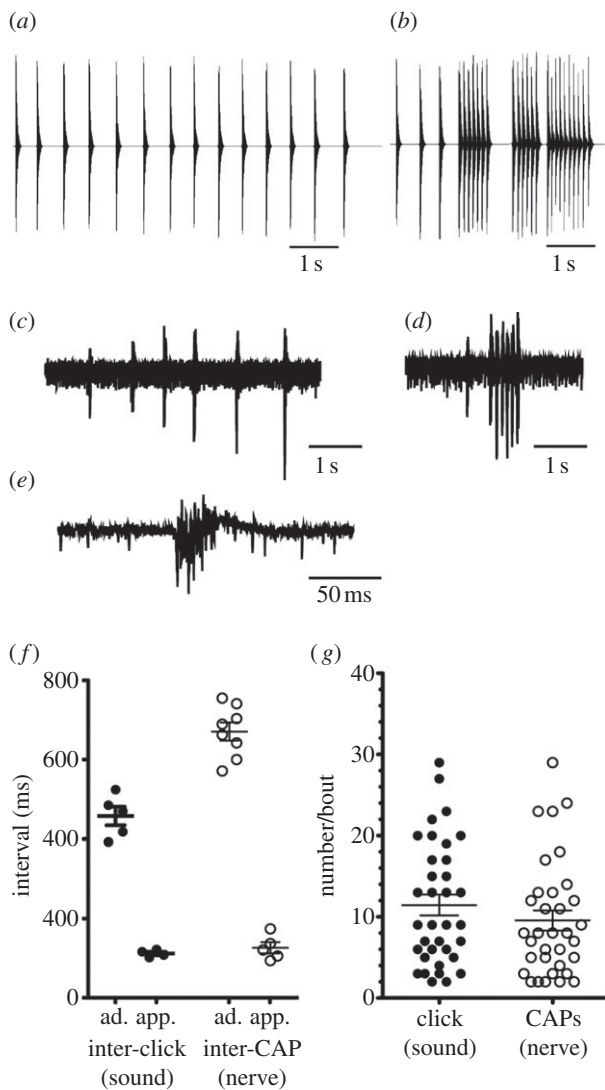 (a)
(b)
1 s
1 s
(c)
(d)
1 s
1 s
(e)
50 ms
(f)
(g)
800
600
400
400
0
interval (ms)
ad. app. ad. app.
inter-click inter-CAP
(sound) (nerve)
40
30
20
10
0
number/bout
click CAPs
(sound) (nerve)